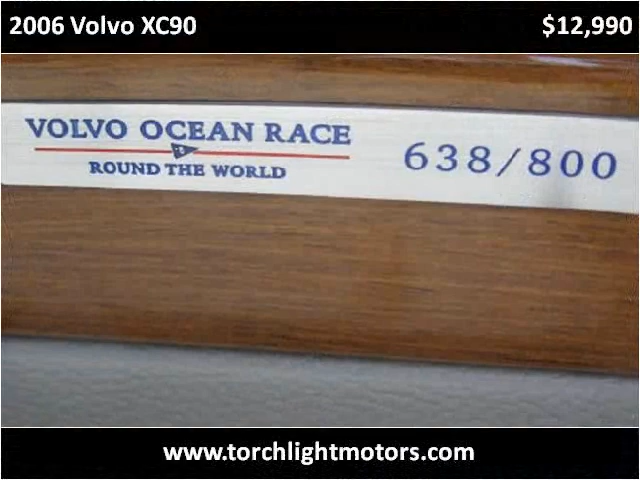 2006 Volvo XC90 $12,990
VOLVO OCEAN RACE
ROUND THE WORLD
638/800
www.torchlightmotors.com